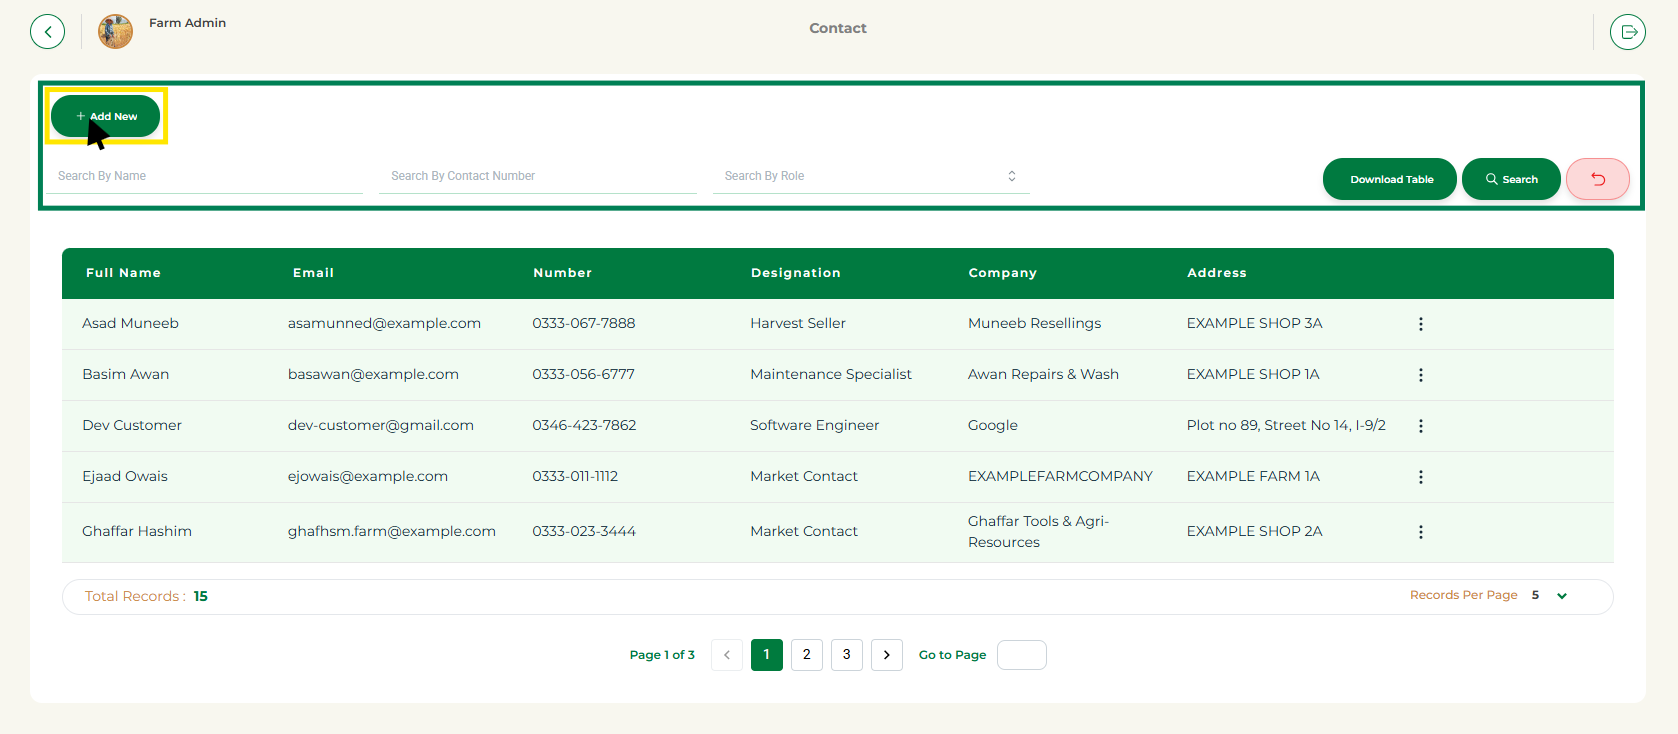 Farm Admin
Contact
+ Add New
Search By Name
Search By Contact Number
Search By Role
Download Table
Search
Full Name Email Number Designation Company Address
Asad Muneeb asamunned@example.com 0333-067-7888 Harvest Seller Muneeb Resellings EXAMPLE SHOP 3A
Basim Awan basawan@example.com 0333-056-6777 Maintenance Specialist Awan Repairs & Wash EXAMPLE SHOP 1A
Dev Customer dev-customer@gmail.com 0346-423-7862 Software Engineer Google Plot no 89, Street No 14, I-9/2
Ejaad Owais ejowais@example.com 0333-011-1112 Market Contact EXAMPLEFARMCOMPANY EXAMPLE FARM 1A
Ghaffar Hashim ghafhsm.farm@example.com 0333-023-3444 Market Contact Ghaffar Tools & Agri-
Resources EXAMPLE SHOP 2A
Total Records : 15
Records Per Page 5
Page 1 of 3 1 2 3 Go to Page